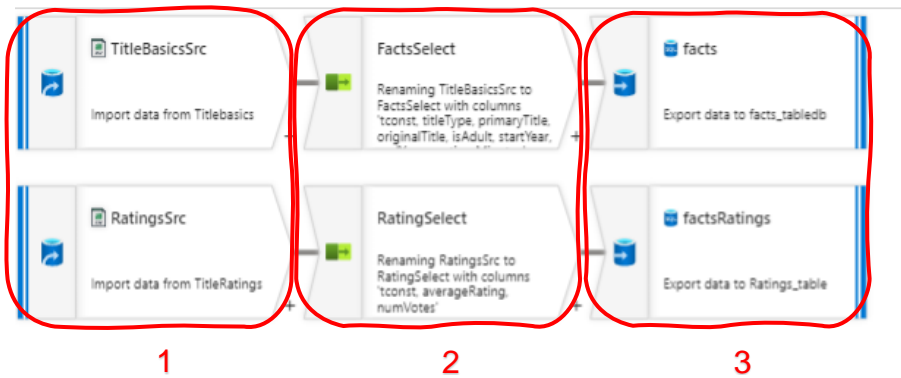 TitleBasicsSrc
Import data from Titlebasics
FactsSelect
Renaming TitleBasicsSrc to
FactsSelect with columns
'tconst, titleType, primaryTitle,
originalTitle, isAdult, startYear,
facts
Export data to facts_tabledb
+
+
RatingsSrc
Import data from TitleRatings
RatingSelect
Renaming RatingsSrc to
RatingSelect with columns
'tconst, averageRating,
numVotes'
factsRatings
Export data to Ratings_table
+
+
1
2
3